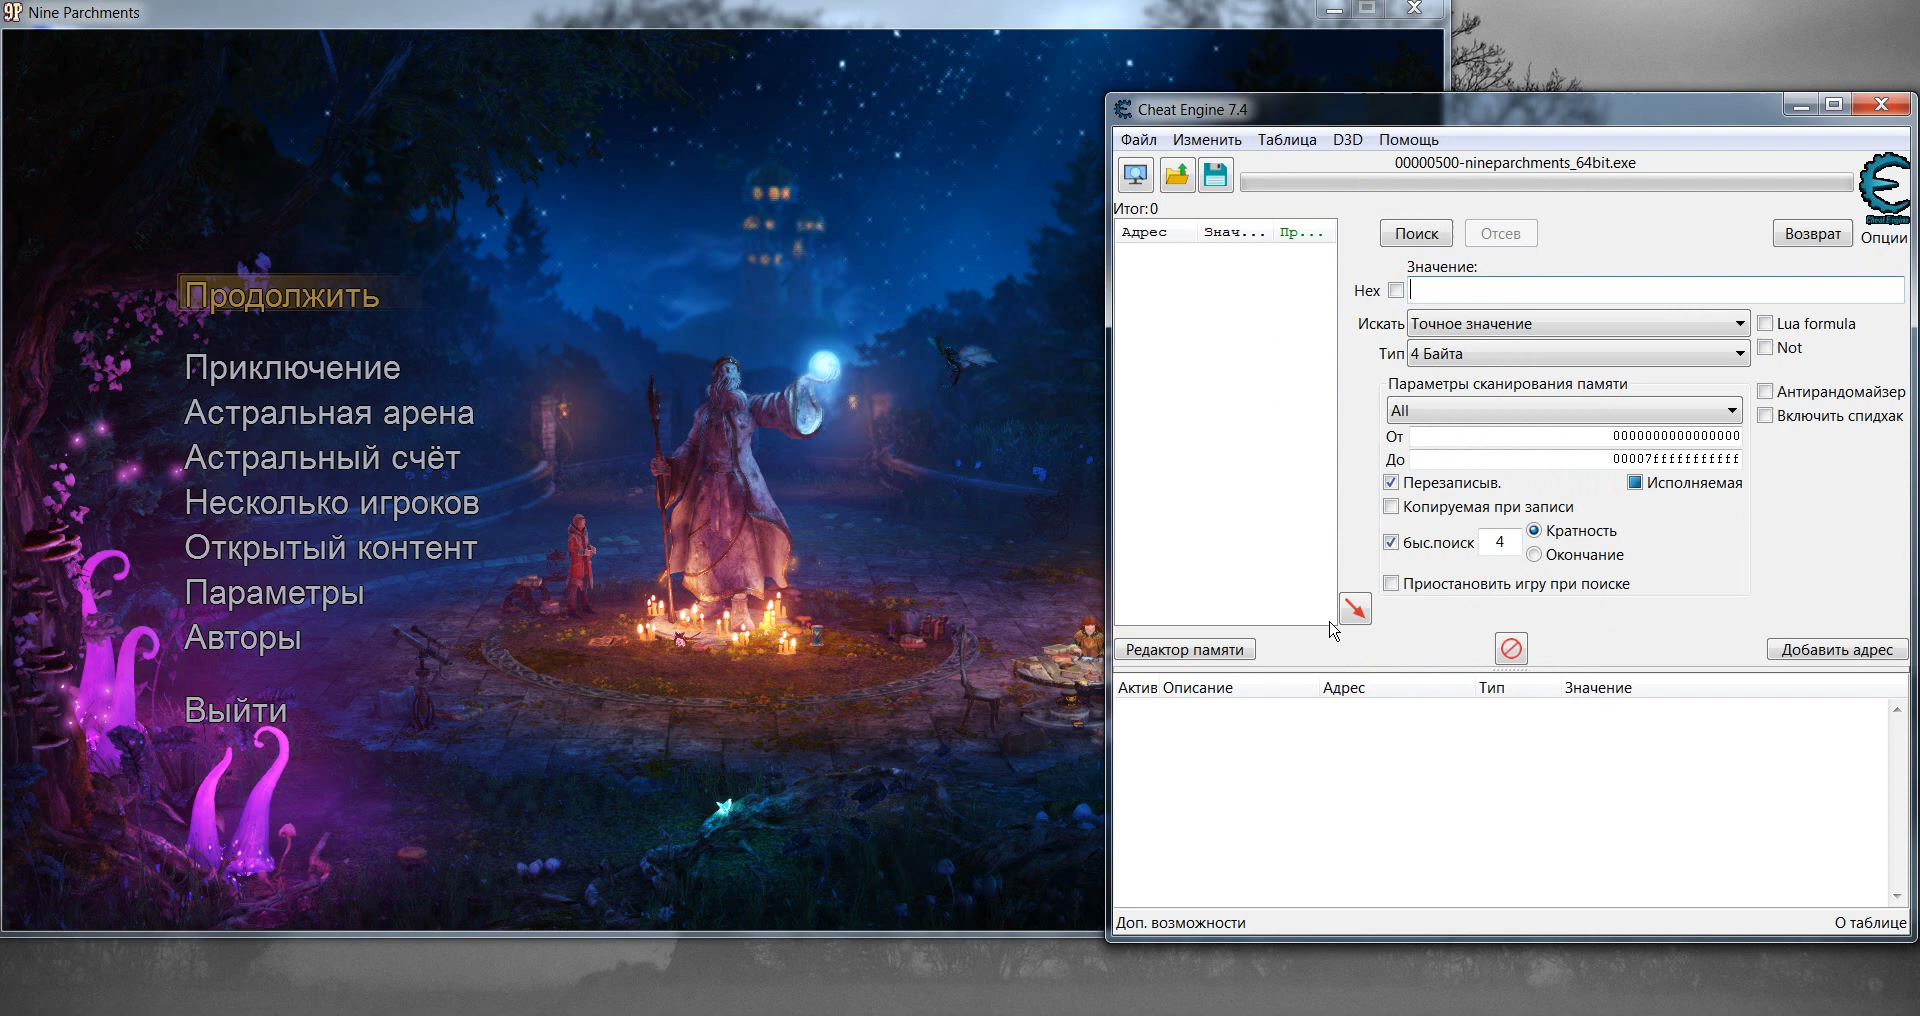 Nine Parchments
Продолжить
Приключение
Астральная арена
Астральный счёт
Несколько игроков
Открытый контент
Параметры
Авторы
Выйти
Cheat Engine 7.4
Файл Изменить Таблица D3D Помощь
00000500-nineparchments_64bit.exe
Cheat Engine
Итог: 0
Адрес Знач... Пр...
Поиск Отсев Возврат Опции
Значение:
Hex
Искать Точное значение Lua formula
Тип 4 Байта Not
Параметры сканирования памяти
All
Антирандомайзер
Включить спидхак
От 0000000000000000
До 00007fffffffffff
Перезаписыв. Исполняемая
Копируемая при записи
быс.поиск 4 Кратность
Окончание
Приостановить игру при поиске
Редактор памяти Добавить адрес
Актив Описание Адрес Тип Значение
Доп. возможности О таблице